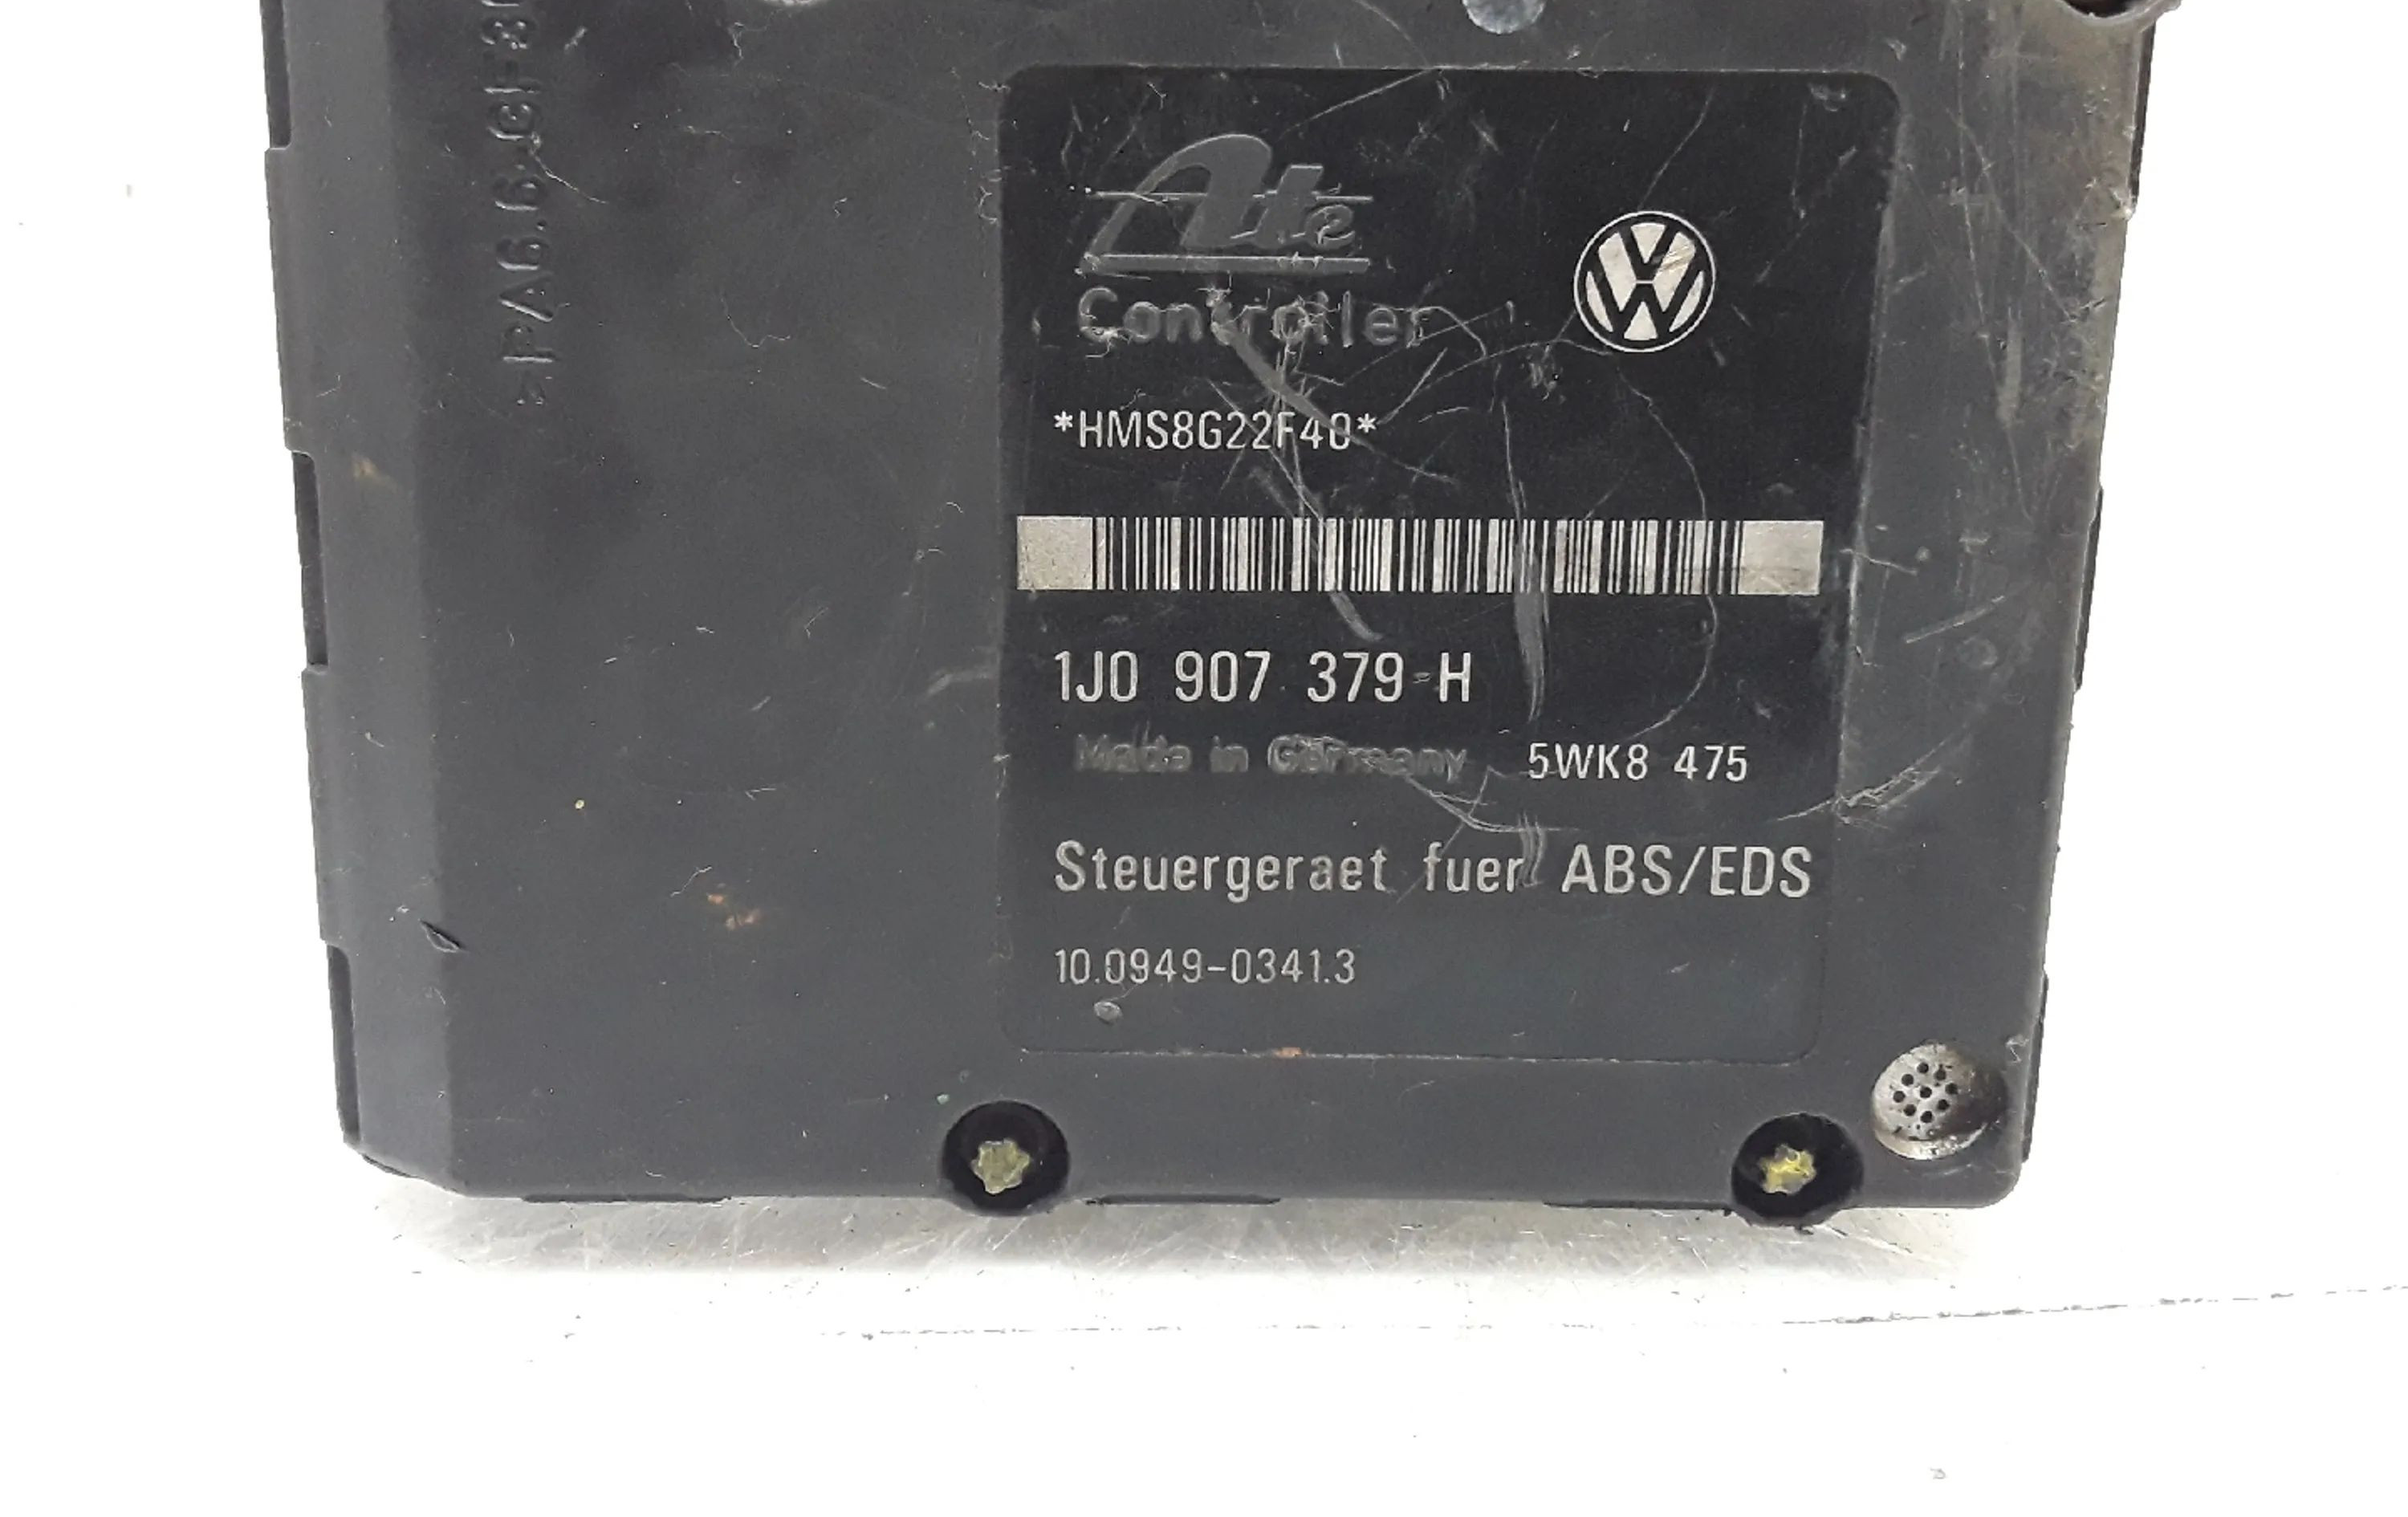 Ate
Controller
*HMS8G22F40*
1J0 907 379 H
Made in Germany 5WK8 475
Steuergeraet fuer ABS/EDS
10.0949-0341.3
>PA6.6.GF30